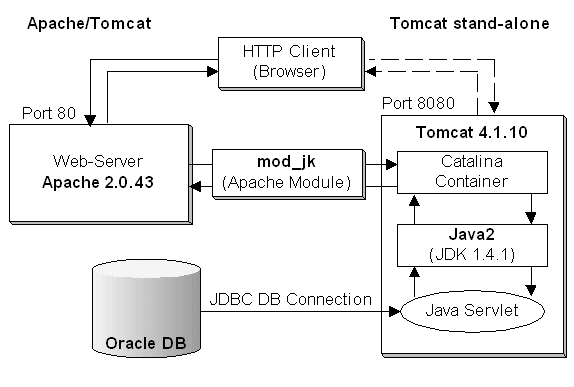 Apache/Tomcat
Tomcat stand-alone
HTTP Client
(Browser)
Port 80
Port 8080
Web-Server
Apache 2.0.43
mod_jk
(Apache Module)
Tomcat 4.1.10
Catalina
Container
Java2
(JDK 1.4.1)
JDBC DB Connection
Java Servlet
Oracle DB